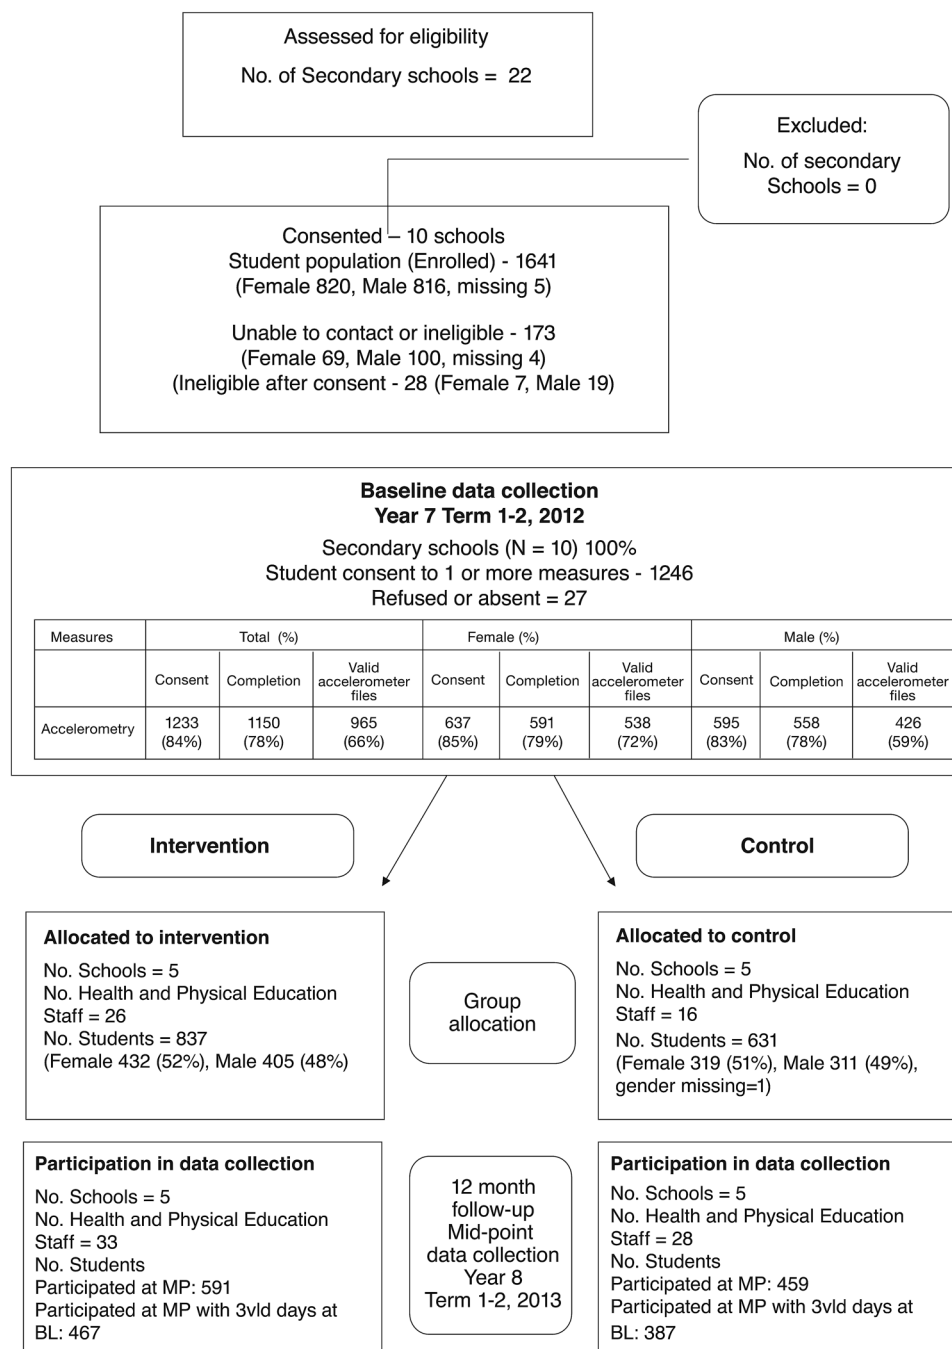 Assessed for eligibility
No. of Secondary schools = 22
Excluded:
No. of secondary
Schools = 0
Consented – 10 schools
Student population (Enrolled) - 1641
(Female 820, Male 816, missing 5)
Unable to contact or ineligible - 173
(Female 69, Male 100, missing 4)
(Ineligible after consent - 28 (Female 7, Male 19)
Baseline data collection
Year 7 Term 1-2, 2012
Secondary schools (N = 10) 100%
Student consent to 1 or more measures - 1246
Refused or absent = 27
Measures Total (%) Female (%) Male (%)
Consent Completion Valid accelerometer files Consent Completion Valid accelerometer files Consent Completion Valid accelerometer files
Accelerometry 1233 (84%) 1150 (78%) 965 (66%) 637 (85%) 591 (79%) 538 (72%) 595 (83%) 558 (78%) 426 (59%)
Intervention
Control
Allocated to intervention
No. Schools = 5
No. Health and Physical Education
Staff = 26
No. Students = 837
(Female 432 (52%), Male 405 (48%)
Group
allocation
Allocated to control
No. Schools = 5
No. Health and Physical Education
Staff = 16
No. Students = 631
(Female 319 (51%), Male 311 (49%),
gender missing=1)
Participation in data collection
No. Schools = 5
No. Health and Physical Education
Staff = 33
No. Students
Participated at MP: 591
Participated at MP with 3vld days at
BL: 467
12 month
follow-up
Mid-point
data collection
Year 8
Term 1-2, 2013
Participation in data collection
No. Schools = 5
No. Health and Physical Education
Staff = 28
No. Students
Participated at MP: 459
Participated at MP with 3vld days at
BL: 387